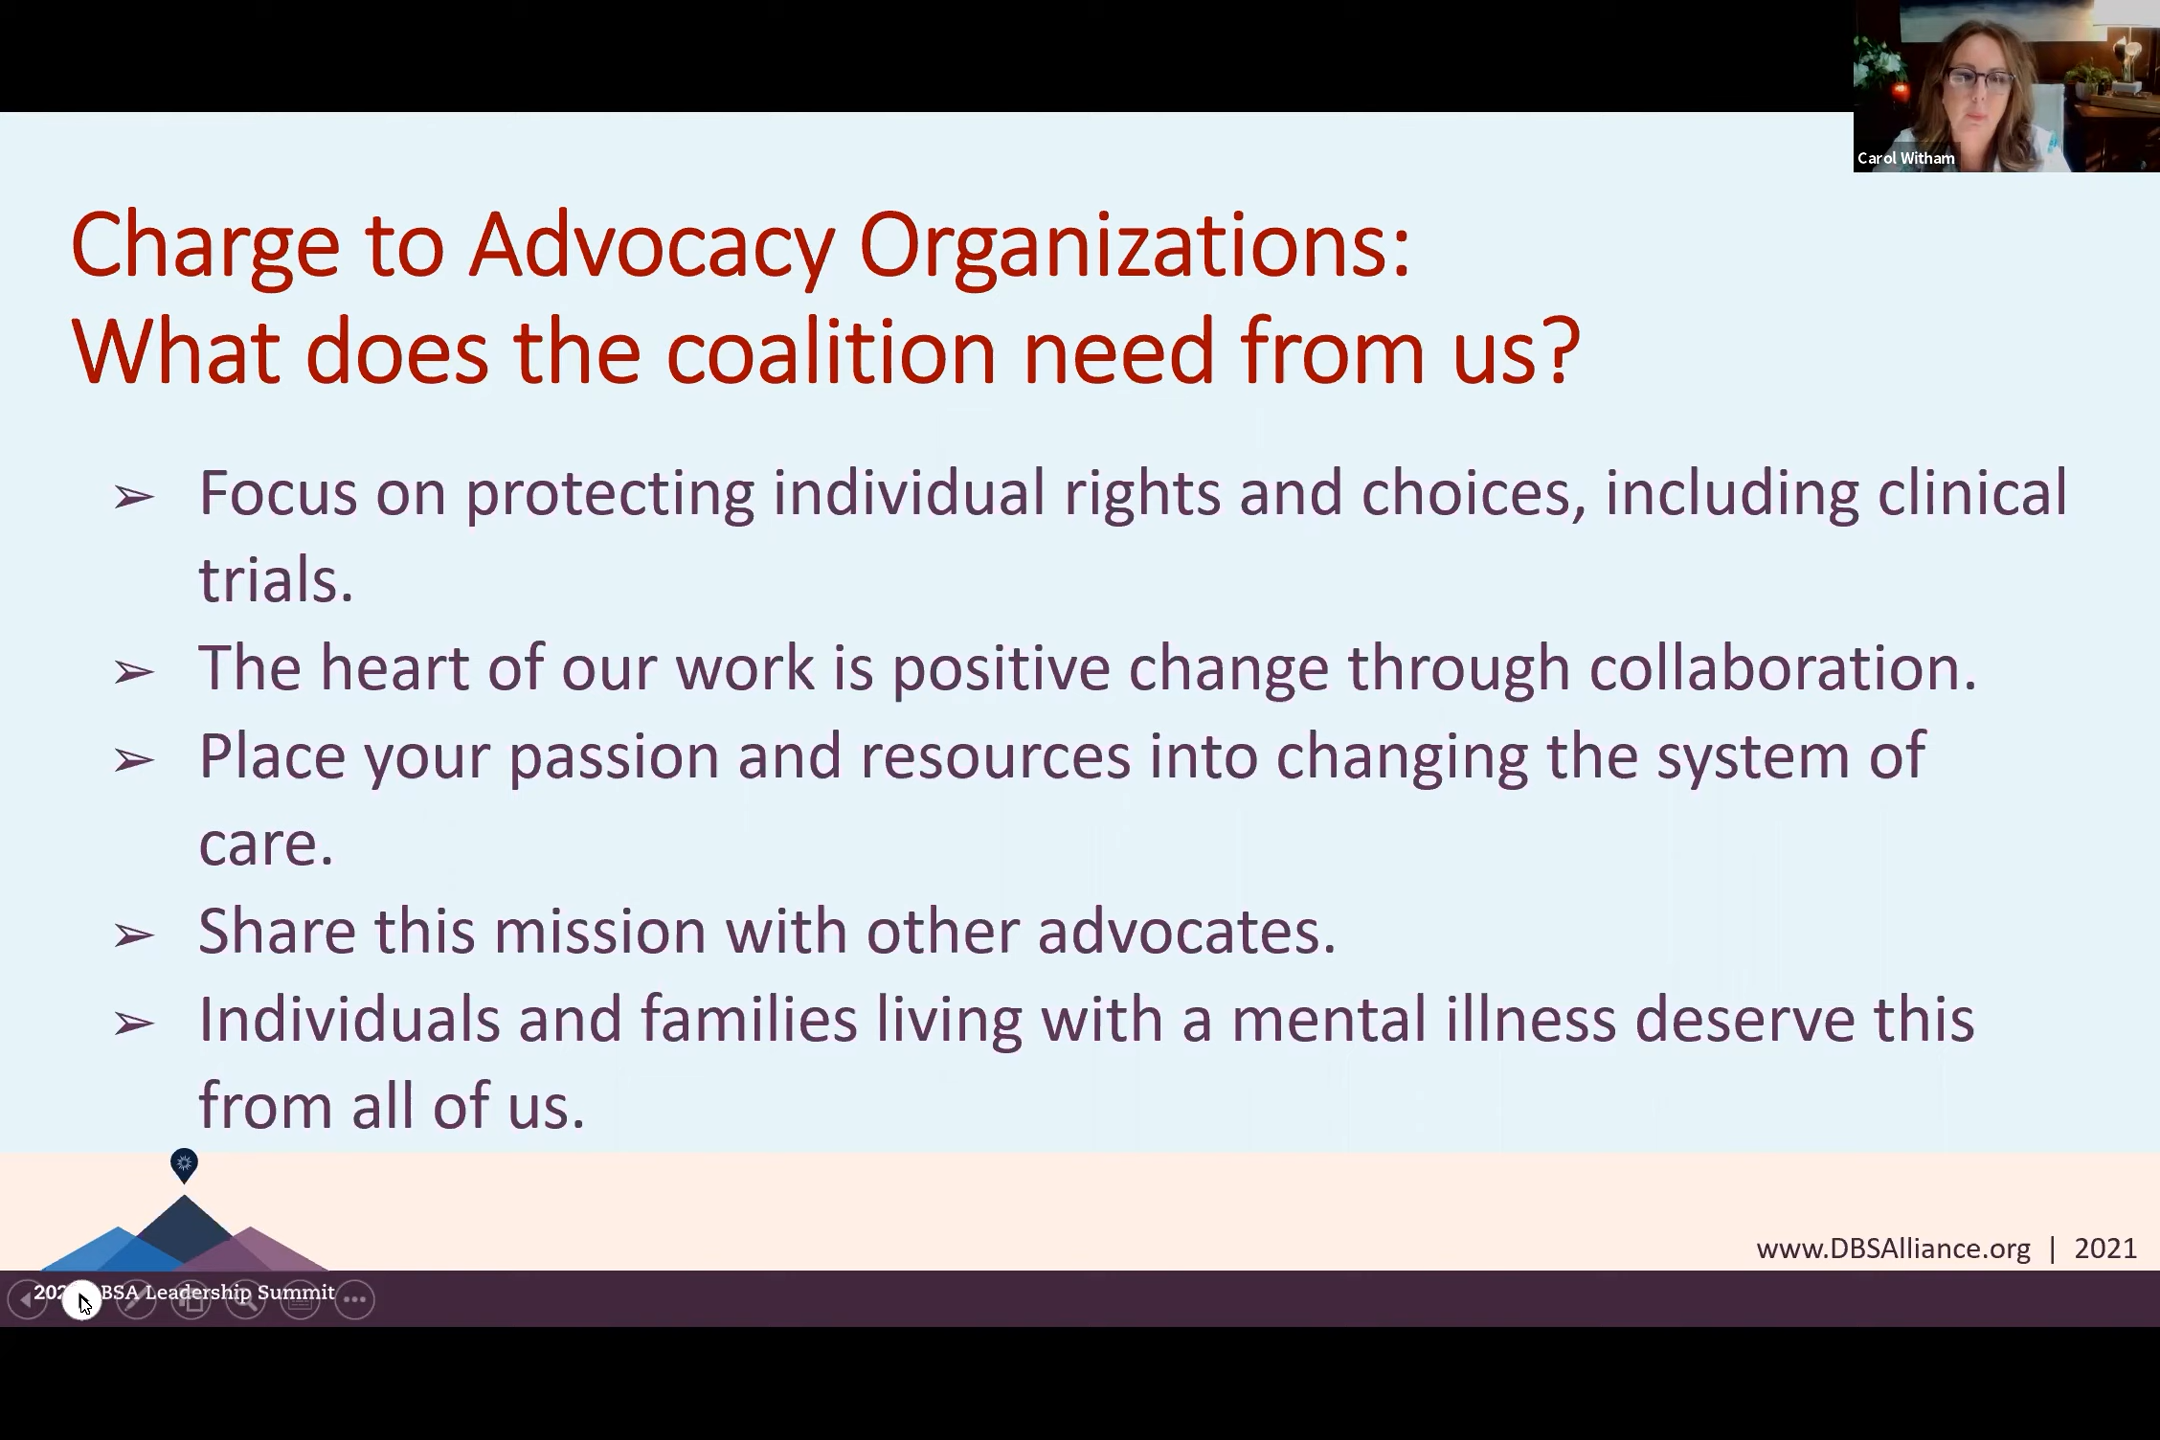 Carol Witham
Charge to Advocacy Organizations:
What does the coalition need from us?
➢ Focus on protecting individual rights and choices, including clinical
trials.
➢ The heart of our work is positive change through collaboration.
➢ Place your passion and resources into changing the system of
care.
➢ Share this mission with other advocates.
➢ Individuals and families living with a mental illness deserve this
from all of us.
www.DBSAlliance.org | 2021
BSA Leadership Summit